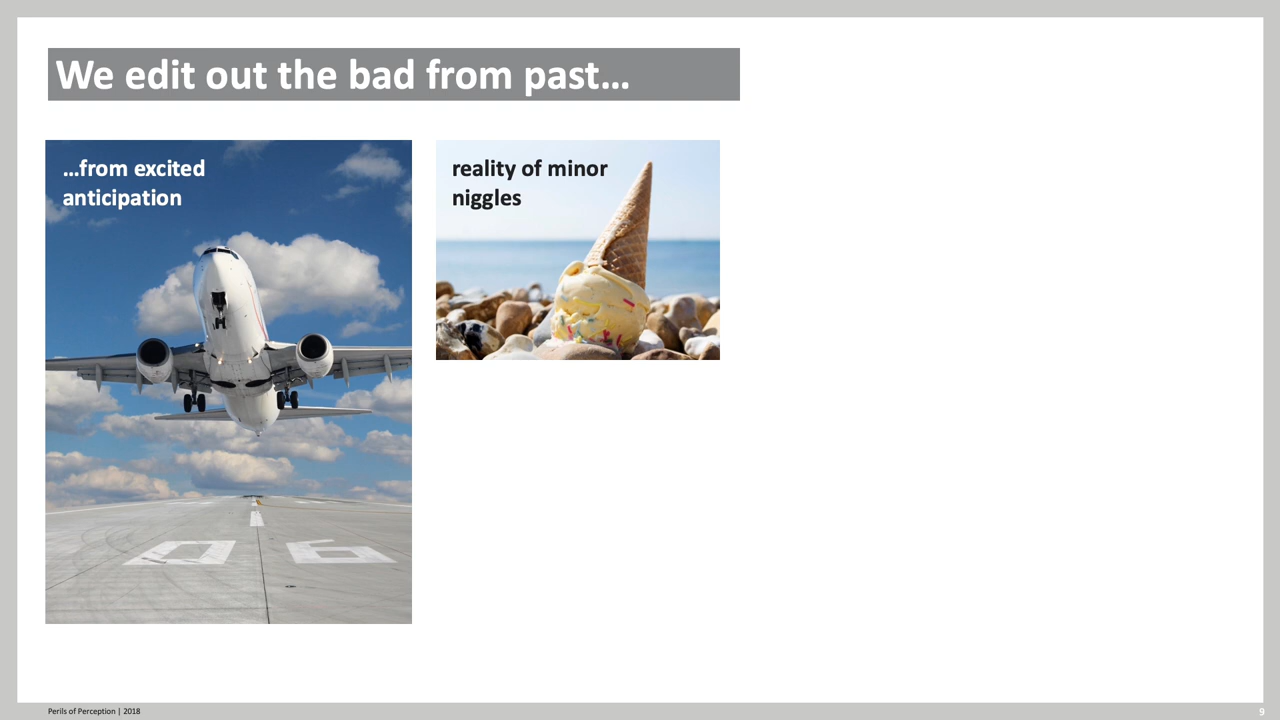 We edit out the bad from past...
...from excited
anticipation
reality of minor
niggles
06
Perils of Perception | 2018
9